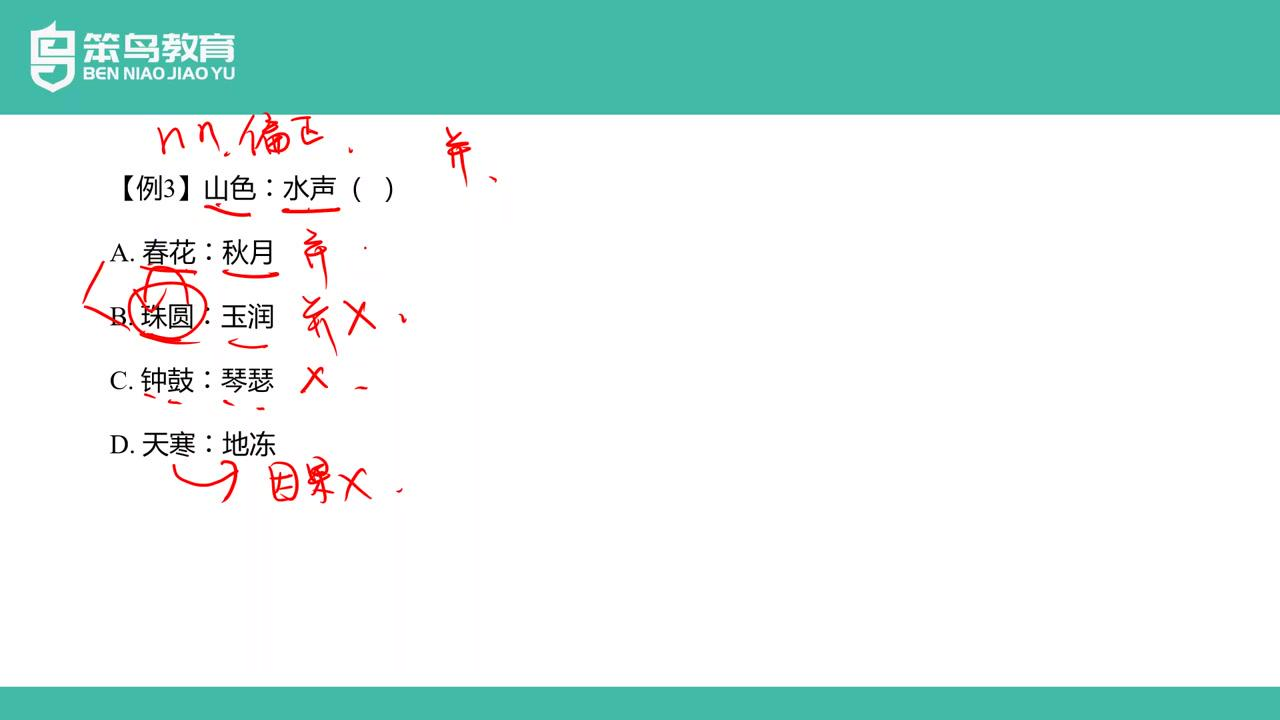 笨鸟教育
BEN NIAO JIAO YU
n n. 偏正. 并、
【例3】山色：水声（ ）
A. 春花：秋月 并
B. 珠圆：玉润 并 X
C. 钟鼓：琴瑟 X
D. 天寒：地冻
因果 X